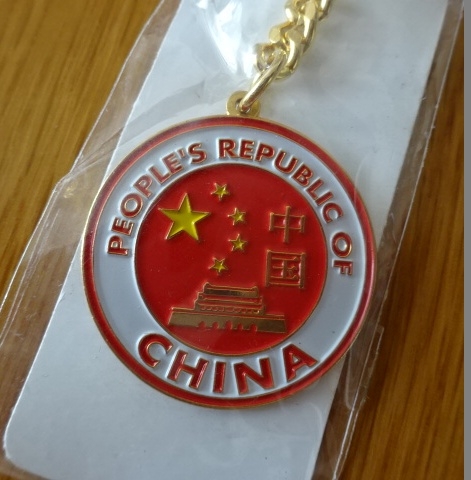 PEOPLE'S REPUBLIC OF
中国
CHINA